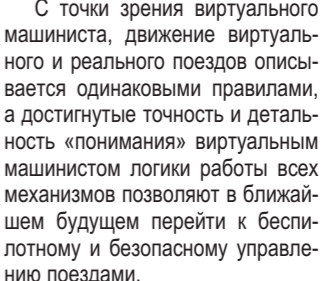 С точки зрения виртуального
машиниста, движение виртуаль-
ного и реального поездов описы-
вается одинаковыми правилами,
а достигнутые точность и деталь-
ность «понимания» виртуальным
машинистом логики работы всех
механизмов позволяют в ближай-
шем будущем перейти к беспи-
лотному и безопасному управле-
нию поездами.